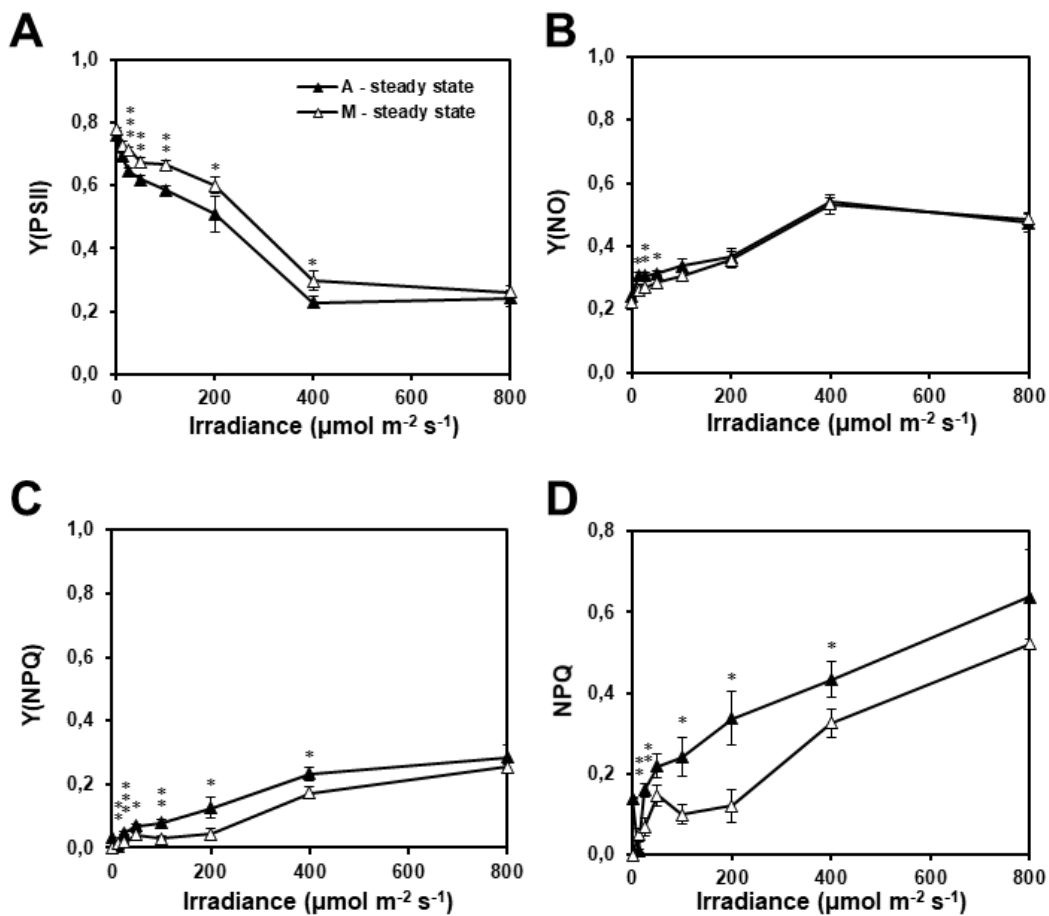 A
1,0
0,8
0,6
0,4
0,2
0,0
Y(PSII)
A - steady state
M - steady state
* * *
* *
* *
*
*
0 200 400 600 800
Irradiance (µmol m⁻² s⁻¹)
B
1,0
0,8
0,6
0,4
0,2
0,0
Y(NO)
*
* *
*
0 200 400 600 800
Irradiance (µmol m⁻² s⁻¹)
C
1,0
0,8
0,6
0,4
0,2
0,0
Y(NPQ)
* *
* * *
*
* *
*
*
0 200 400 600 800
Irradiance (µmol m⁻² s⁻¹)
D
0,8
0,6
0,4
0,2
0,0
NPQ
* *
* *
*
*
*
0 200 400 600 800
Irradiance (µmol m⁻² s⁻¹)